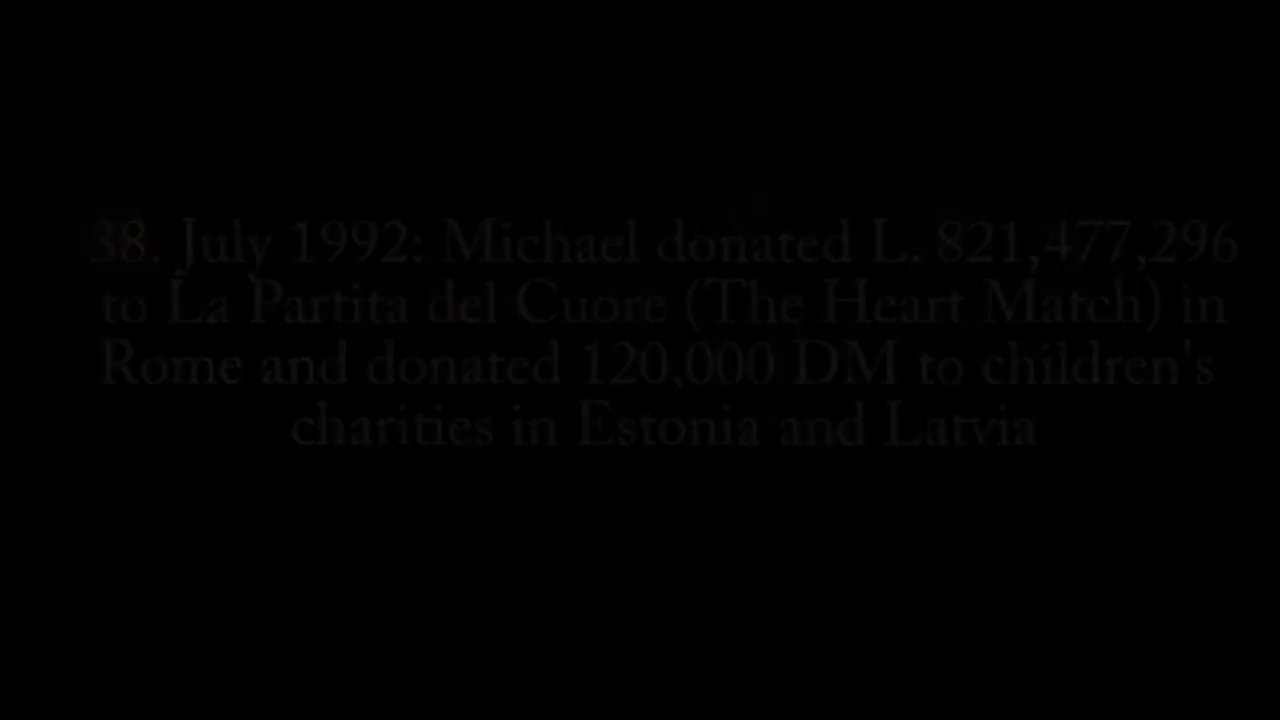 38. July 1992: Michael donated L. 821,477,296
to La Partita del Cuore (The Heart Match) in
Rome and donated 120,000 DM to children's
charities in Estonia and Latvia